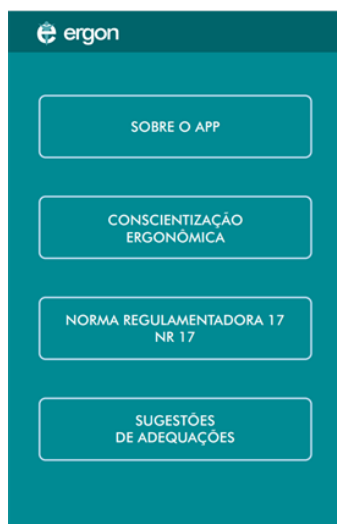 ergon
SOBRE O APP
CONSCIENTIZAÇÃO
ERGONÔMICA
NORMA REGULAMENTADORA 17
NR 17
SUGESTÕES
DE ADEQUAÇÕES